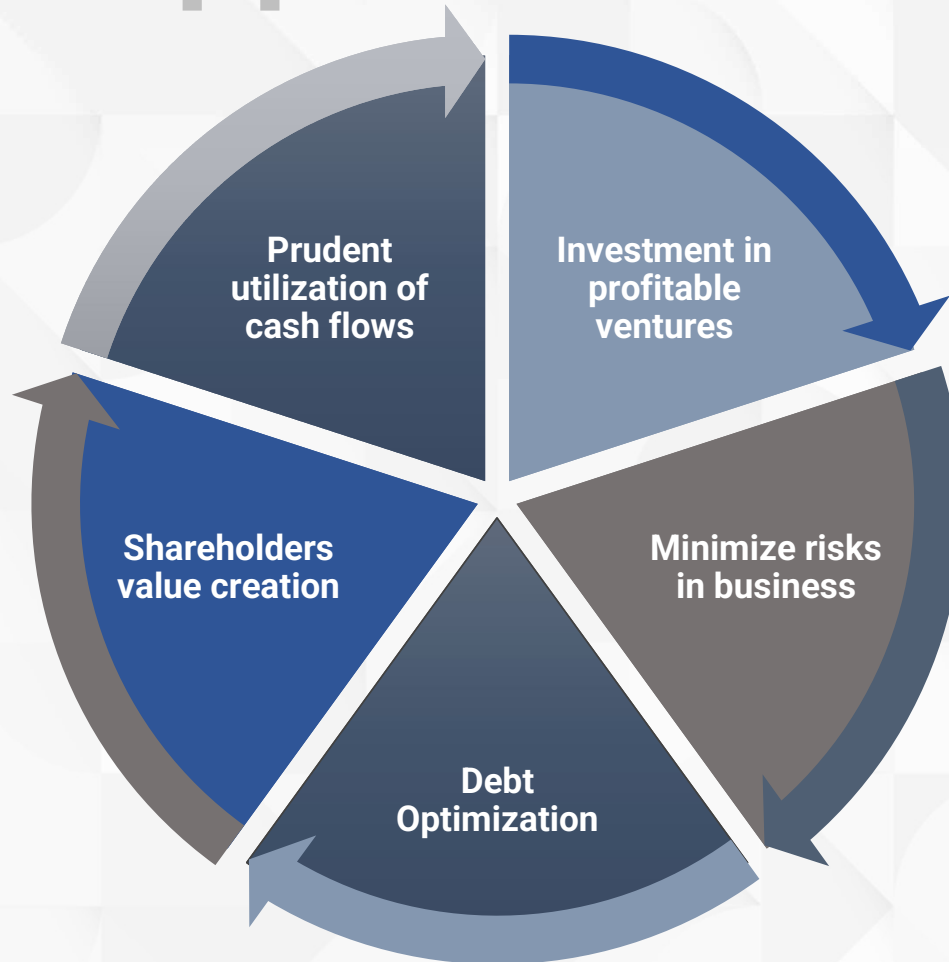 Prudent
utilization of
cash flows
Investment in
profitable
ventures
Shareholders
value creation
Minimize risks
in business
Debt
Optimization